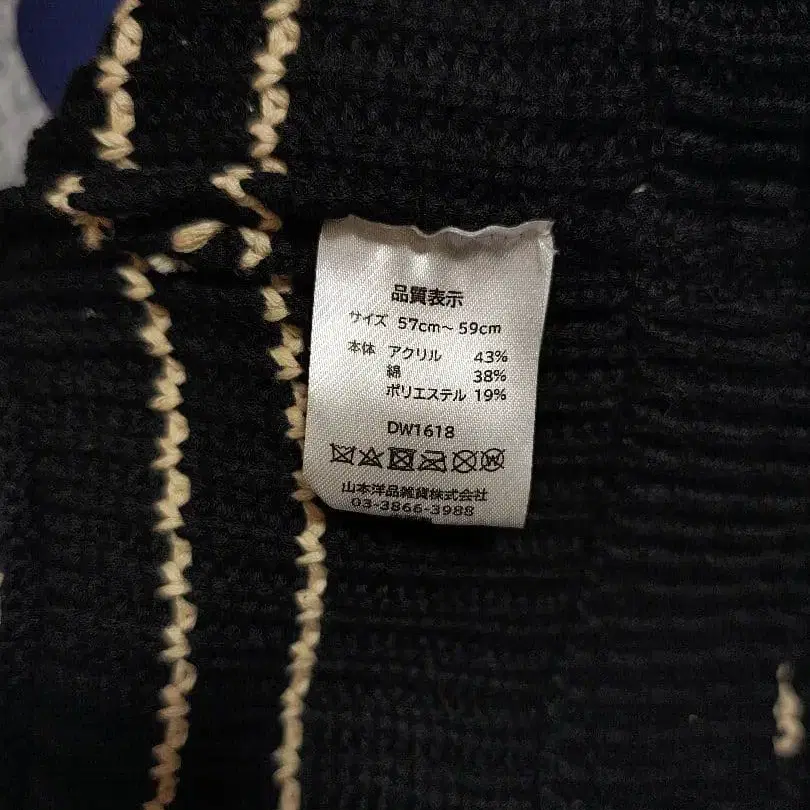 品質表示
サイズ 57cm～59cm
本体 アクリル 43%
綿 38%
ポリエステル 19%
DW1618
山本洋品雑貨株式会社
03-3866-3988